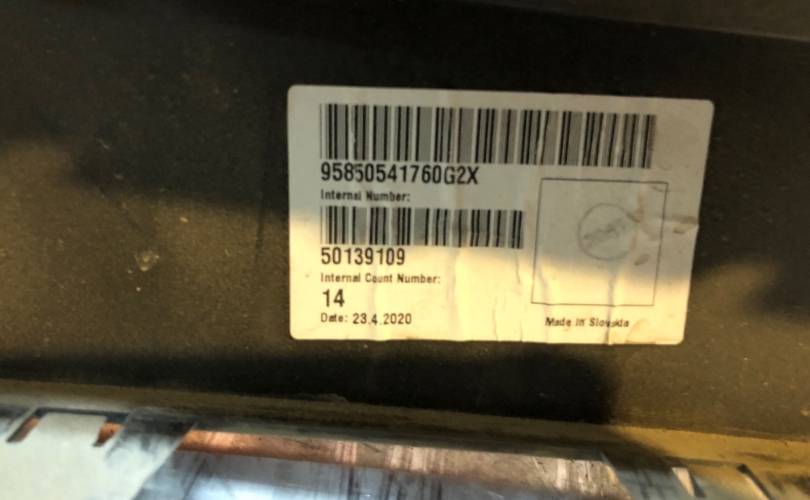 95850541760G2X
Internal Number:
50139109
Internal Count Number:
14
Date: 23.4.2020
Made in Slovakia